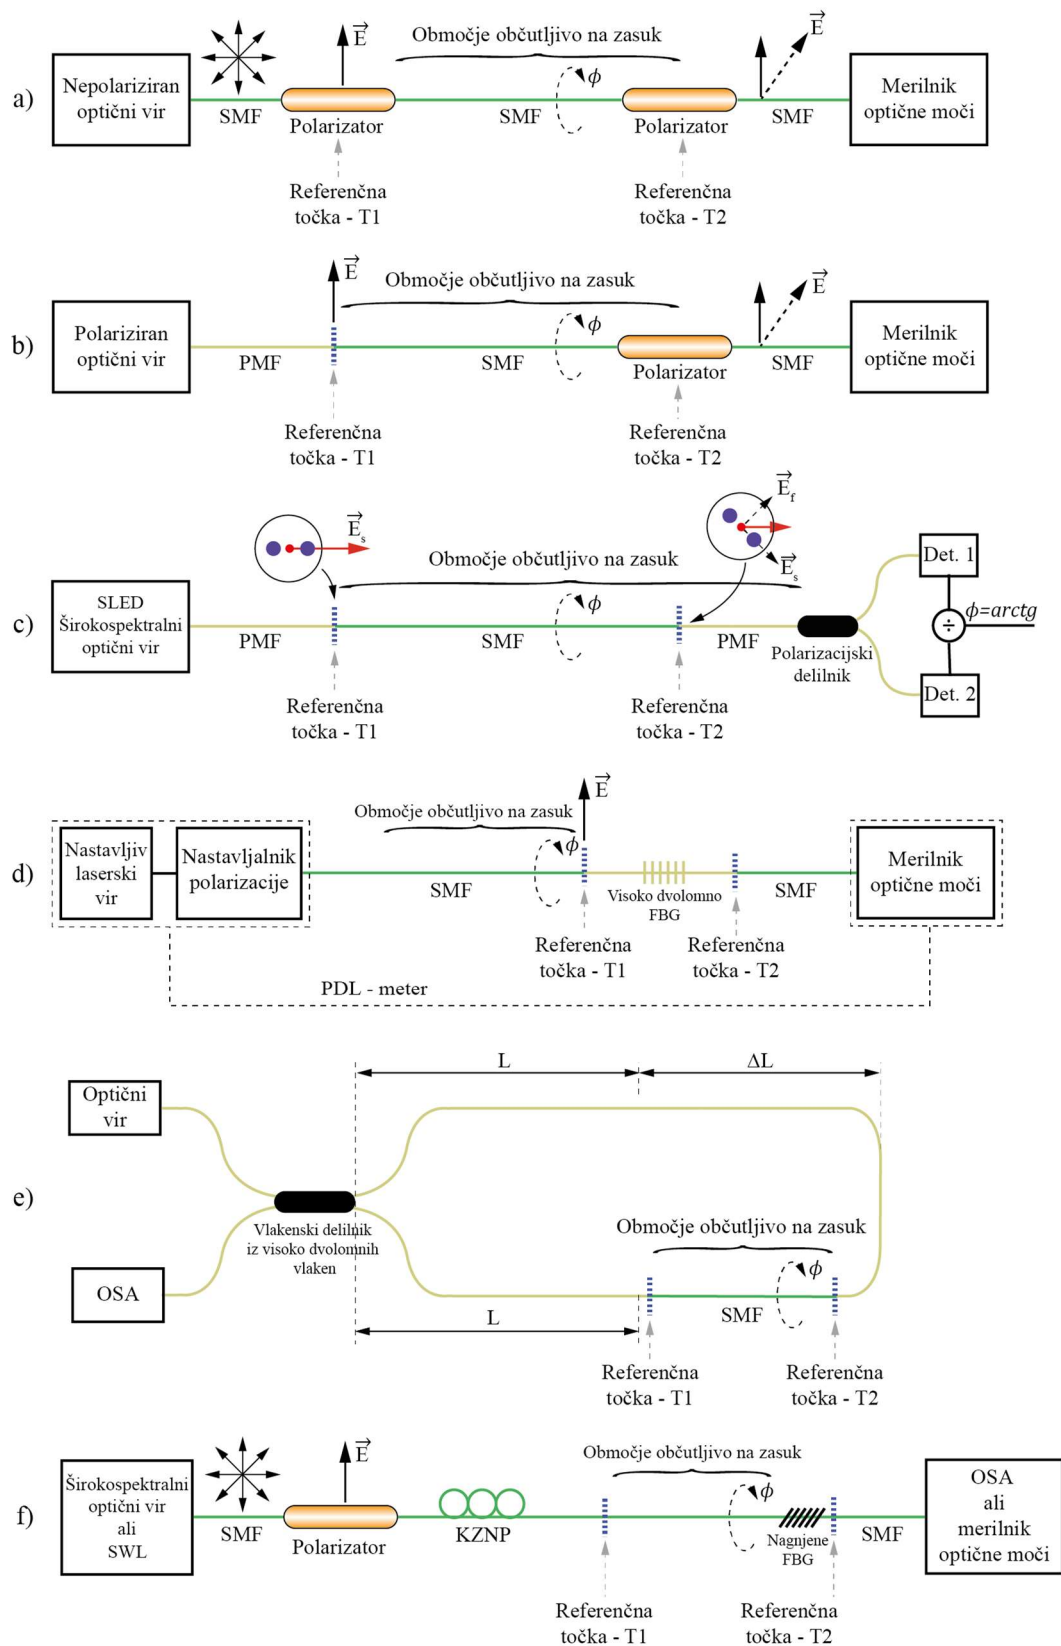 a)
Nepolariziran
optični vir
SMF
E
Polarizator
Območje občutljivo na zasuk
ϕ
SMF
Polarizator
E
SMF
Merilnik
optične moči
Referenčna
točka - T1
Referenčna
točka - T2
b)
Polariziran
optični vir
PMF
E
Območje občutljivo na zasuk
ϕ
SMF
Polarizator
E
SMF
Merilnik
optične moči
Referenčna
točka - T1
Referenčna
točka - T2
c)
SLED
Širokospektralni
optični vir
PMF
Es
Območje občutljivo na zasuk
ϕ
SMF
Ef
Es
PMF
Polarizacijski
delilnik
Det. 1
÷
ϕ=arctg
Det. 2
Referenčna
točka - T1
Referenčna
točka - T2
d)
Nastavljiv
laserski
vir
Nastavljalnik
polarizacije
Območje občutljivo na zasuk
SMF
ϕ
E
Visoko dvolomno
FBG
SMF
Merilnik
optične moči
Referenčna
točka - T1
Referenčna
točka - T2
PDL - meter
e)
L
ΔL
Optični
vir
Vlakenski delilnik
iz visoko dvolomnih
vlaken
OSA
L
Območje občutljivo na zasuk
ϕ
SMF
Referenčna
točka - T1
Referenčna
točka - T2
f)
Širokospektralni
optični vir
ali
SWL
SMF
E
Polarizator
KZNP
Območje občutljivo na zasuk
ϕ
Nagnjene
FBG
SMF
OSA
ali
merilnik
optične moči
Referenčna
točka - T1
Referenčna
točka - T2